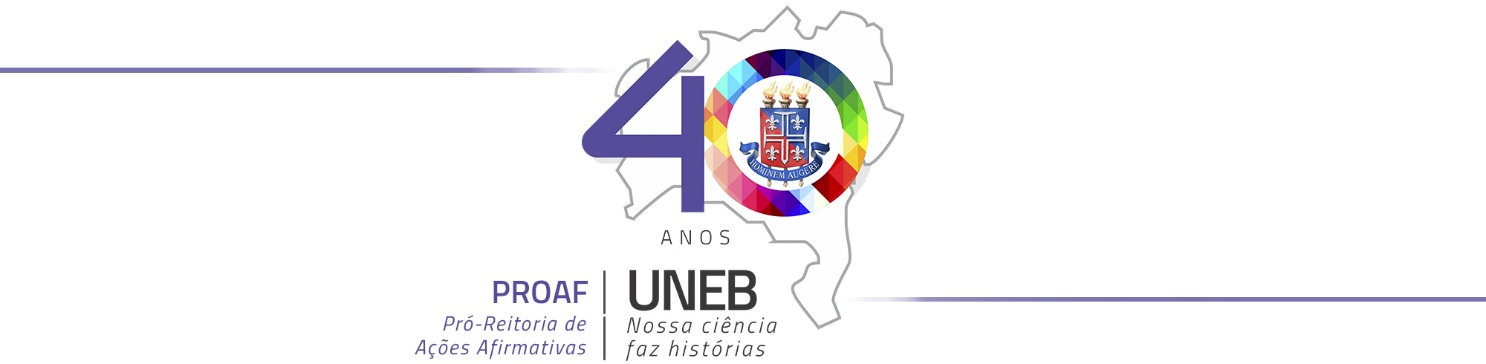 40
HOMINEM AUGERE
ANOS
PROAF
Pró-Reitoria de
Ações Afirmativas
UNEB
Nossa ciência
faz histórias